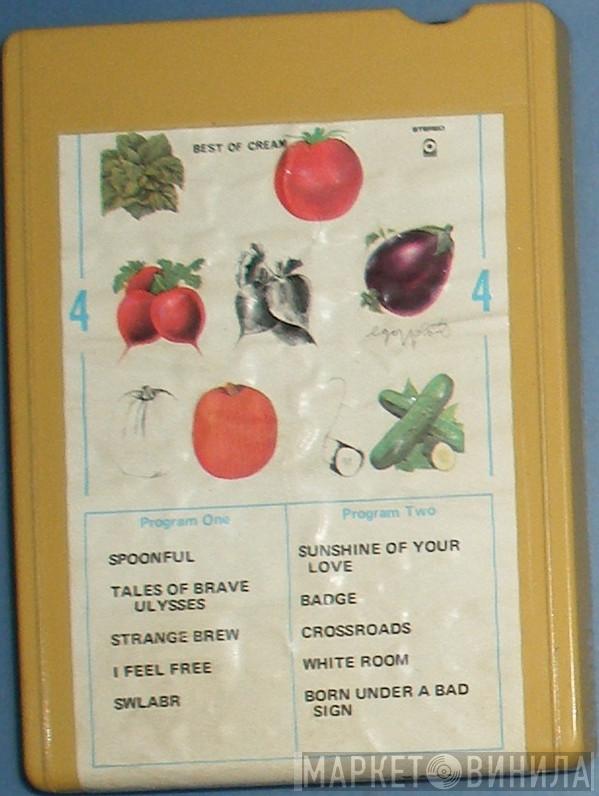 BEST OF CREAM
STEREO
4
4
eggplant
Program One
SPOONFUL
TALES OF BRAVE
ULYSSES
STRANGE BREW
I FEEL FREE
SWLABR
Program Two
SUNSHINE OF YOUR
LOVE
BADGE
CROSSROADS
WHITE ROOM
BORN UNDER A BAD
SIGN
МАРКЕТ ВИНИЛА